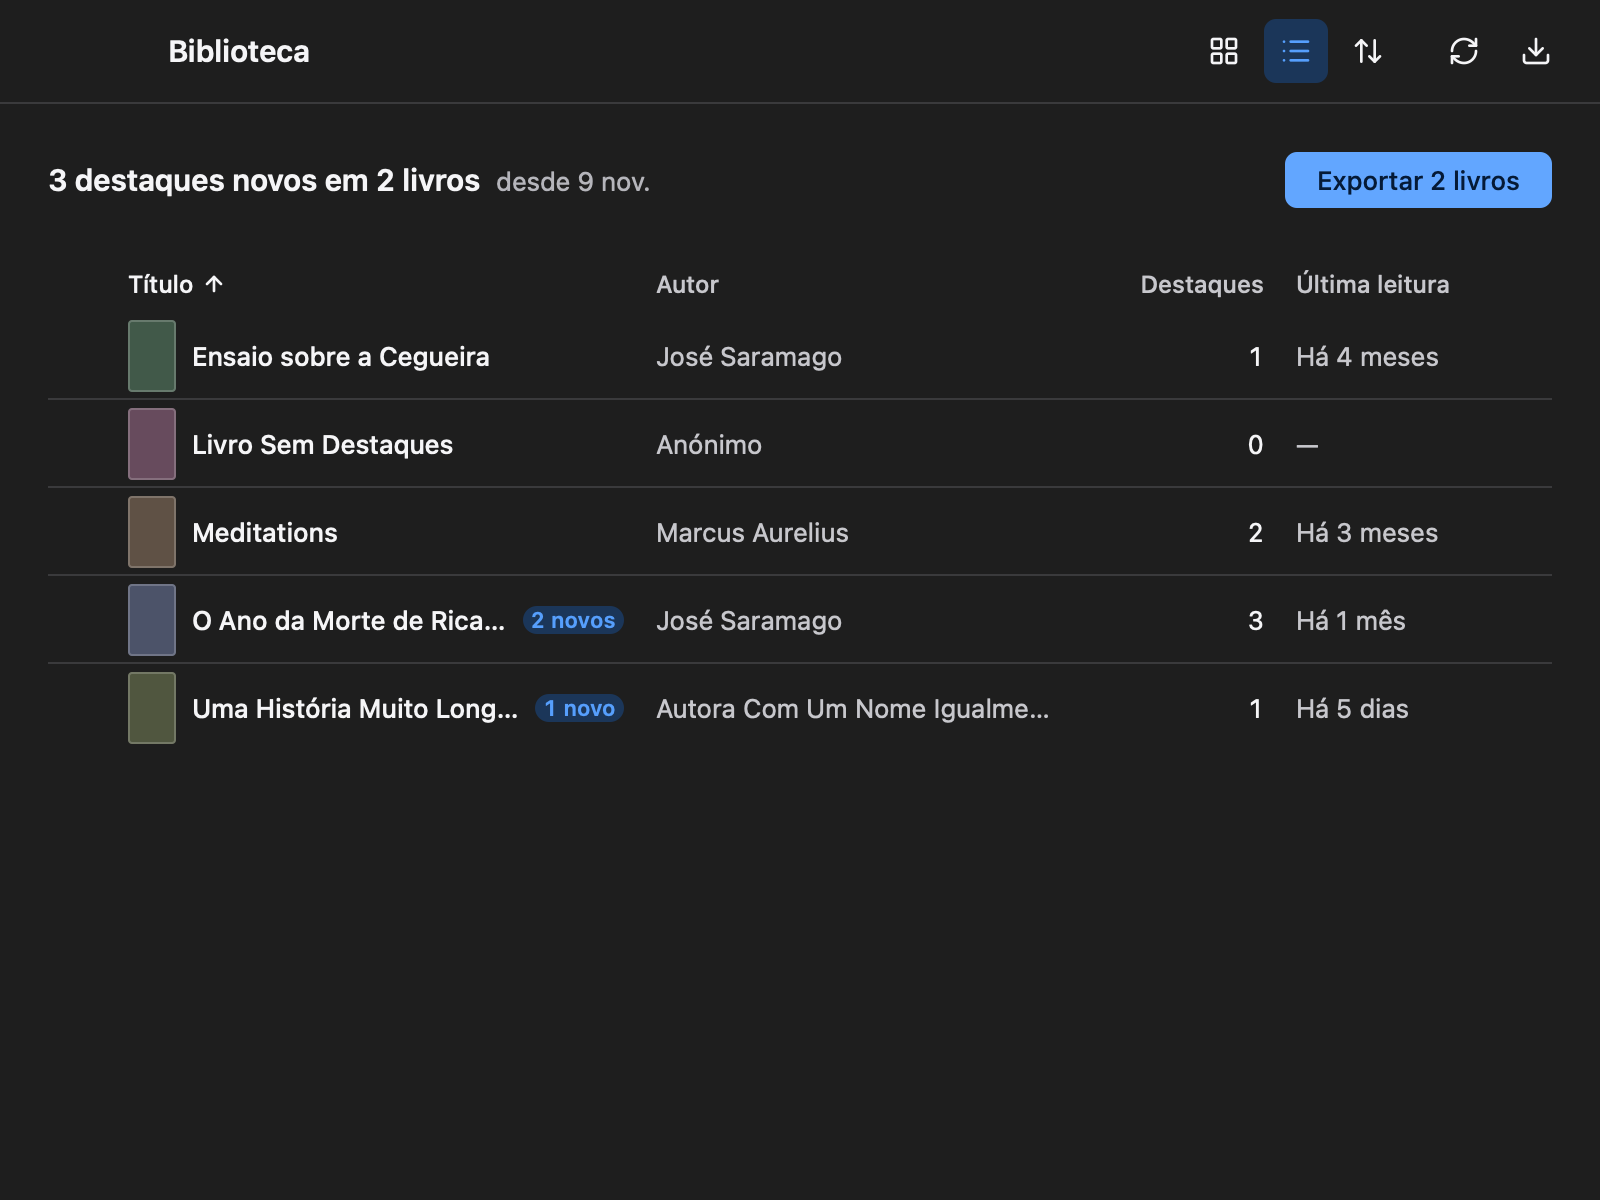 Biblioteca
3 destaques novos em 2 livros desde 9 nov.
Exportar 2 livros
Título ↑ Autor Destaques Última leitura
Ensaio sobre a Cegueira José Saramago 1 Há 4 meses
Livro Sem Destaques Anónimo 0 —
Meditations Marcus Aurelius 2 Há 3 meses
O Ano da Morte de Rica... 2 novos José Saramago 3 Há 1 mês
Uma História Muito Long... 1 novo Autora Com Um Nome Igualme... 1 Há 5 dias